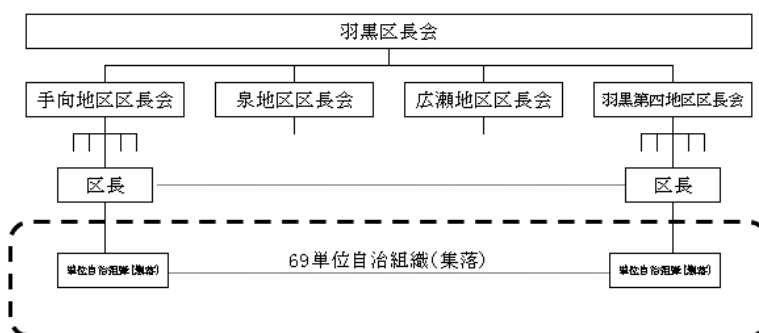 羽黒区長会
手向地区区長会
泉地区区長会
広瀬地区区長会
羽黒第四地区区長会
区長
区長
単位自治組織(集落)
69単位自治組織(集落)
単位自治組織(集落)